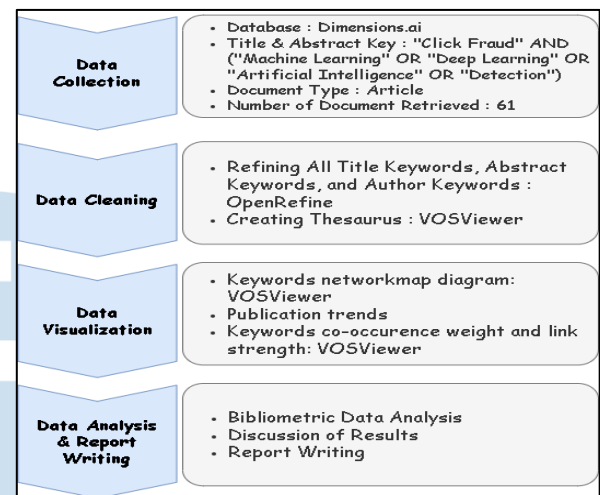 Data
Collection
• Database : Dimensions.ai
• Title & Abstract Key : "Click Fraud" AND
("Machine Learning" OR "Deep Learning" OR
"Artificial Intelligence" OR "Detection")
• Document Type : Article
• Number of Document Retrieved : 61
Data Cleaning
• Refining All Title Keywords, Abstract
Keywords, and Author Keywords :
OpenRefine
• Creating Thesaurus : VOSViewer
Data
Visualization
• Keywords networkmap diagram:
VOSViewer
• Publication trends
• Keywords co-occurence weight and link
strength: VOSViewer
Data Analysis
& Report
Writing
• Bibliometric Data Analysis
• Discussion of Results
• Report Writing